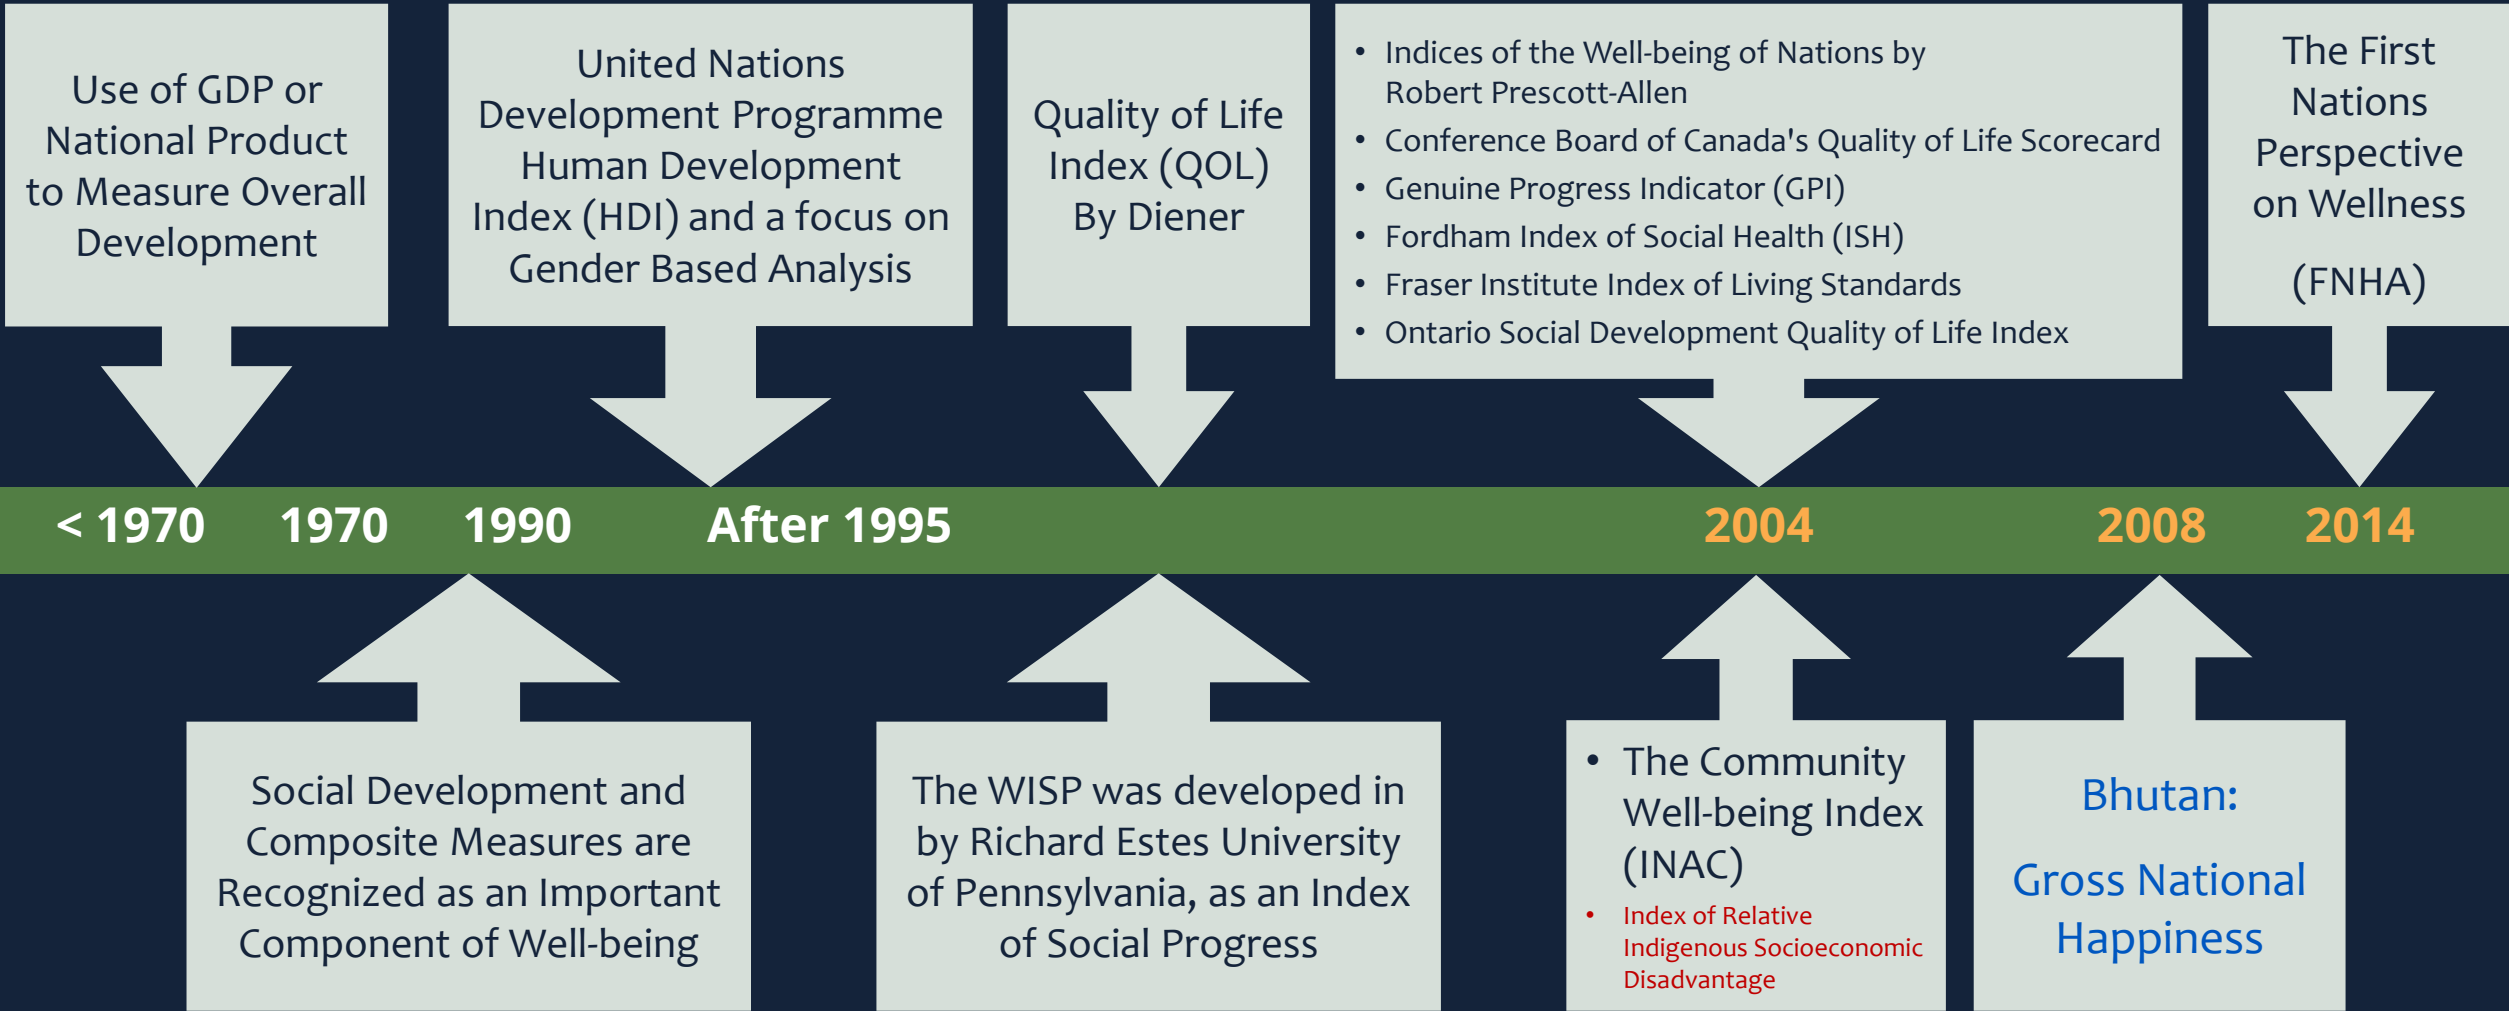 Use of GDP or
National Product
to Measure Overall
Development
United Nations
Development Programme
Human Development
Index (HDI) and a focus on
Gender Based Analysis
Quality of Life
Index (QOL)
By Diener
• Indices of the Well-being of Nations by
Robert Prescott-Allen
• Conference Board of Canada's Quality of Life Scorecard
• Genuine Progress Indicator (GPI)
• Fordham Index of Social Health (ISH)
• Fraser Institute Index of Living Standards
• Ontario Social Development Quality of Life Index
The First
Nations
Perspective
on Wellness
(FNHA)
< 1970 1970 1990 After 1995 2004 2008 2014
Social Development and
Composite Measures are
Recognized as an Important
Component of Well-being
The WISP was developed in
by Richard Estes University
of Pennsylvania, as an Index
of Social Progress
• The Community
Well-being Index
(INAC)
• Index of Relative
Indigenous Socioeconomic
Disadvantage
Bhutan:
Gross National
Happiness